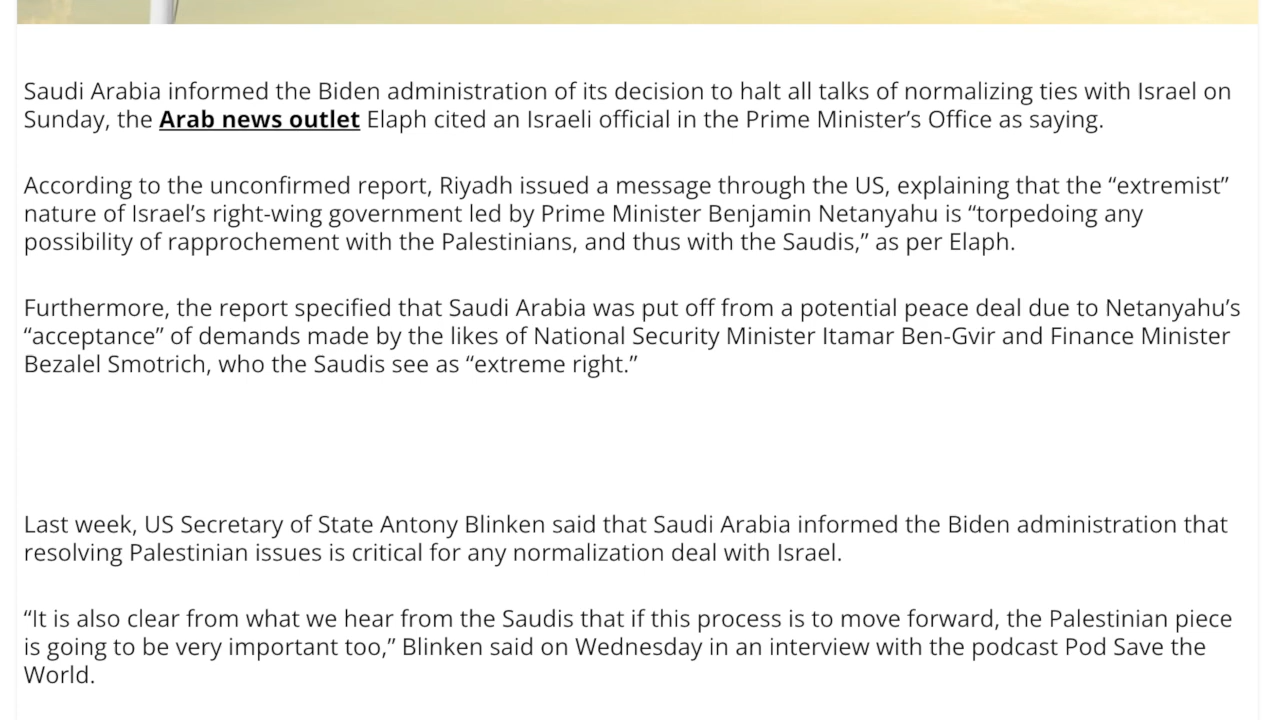 Saudi Arabia informed the Biden administration of its decision to halt all talks of normalizing ties with Israel on
Sunday, the Arab news outlet Elaph cited an Israeli official in the Prime Minister’s Office as saying.
According to the unconfirmed report, Riyadh issued a message through the US, explaining that the “extremist”
nature of Israel’s right-wing government led by Prime Minister Benjamin Netanyahu is “torpedoing any
possibility of rapprochement with the Palestinians, and thus with the Saudis,” as per Elaph.
Furthermore, the report specified that Saudi Arabia was put off from a potential peace deal due to Netanyahu’s
“acceptance” of demands made by the likes of National Security Minister Itamar Ben-Gvir and Finance Minister
Bezalel Smotrich, who the Saudis see as “extreme right.”
Last week, US Secretary of State Antony Blinken said that Saudi Arabia informed the Biden administration that
resolving Palestinian issues is critical for any normalization deal with Israel.
“It is also clear from what we hear from the Saudis that if this process is to move forward, the Palestinian piece
is going to be very important too,” Blinken said on Wednesday in an interview with the podcast Pod Save the
World.